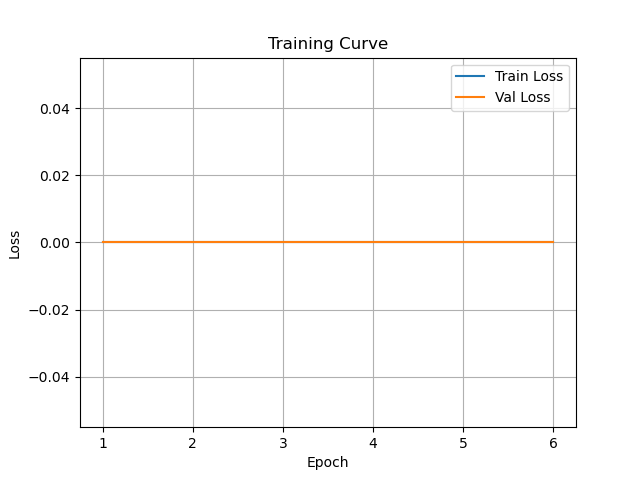 Training Curve
Train Loss
Val Loss
0.04
0.02
0.00
−0.02
−0.04
Loss
1 2 3 4 5 6
Epoch